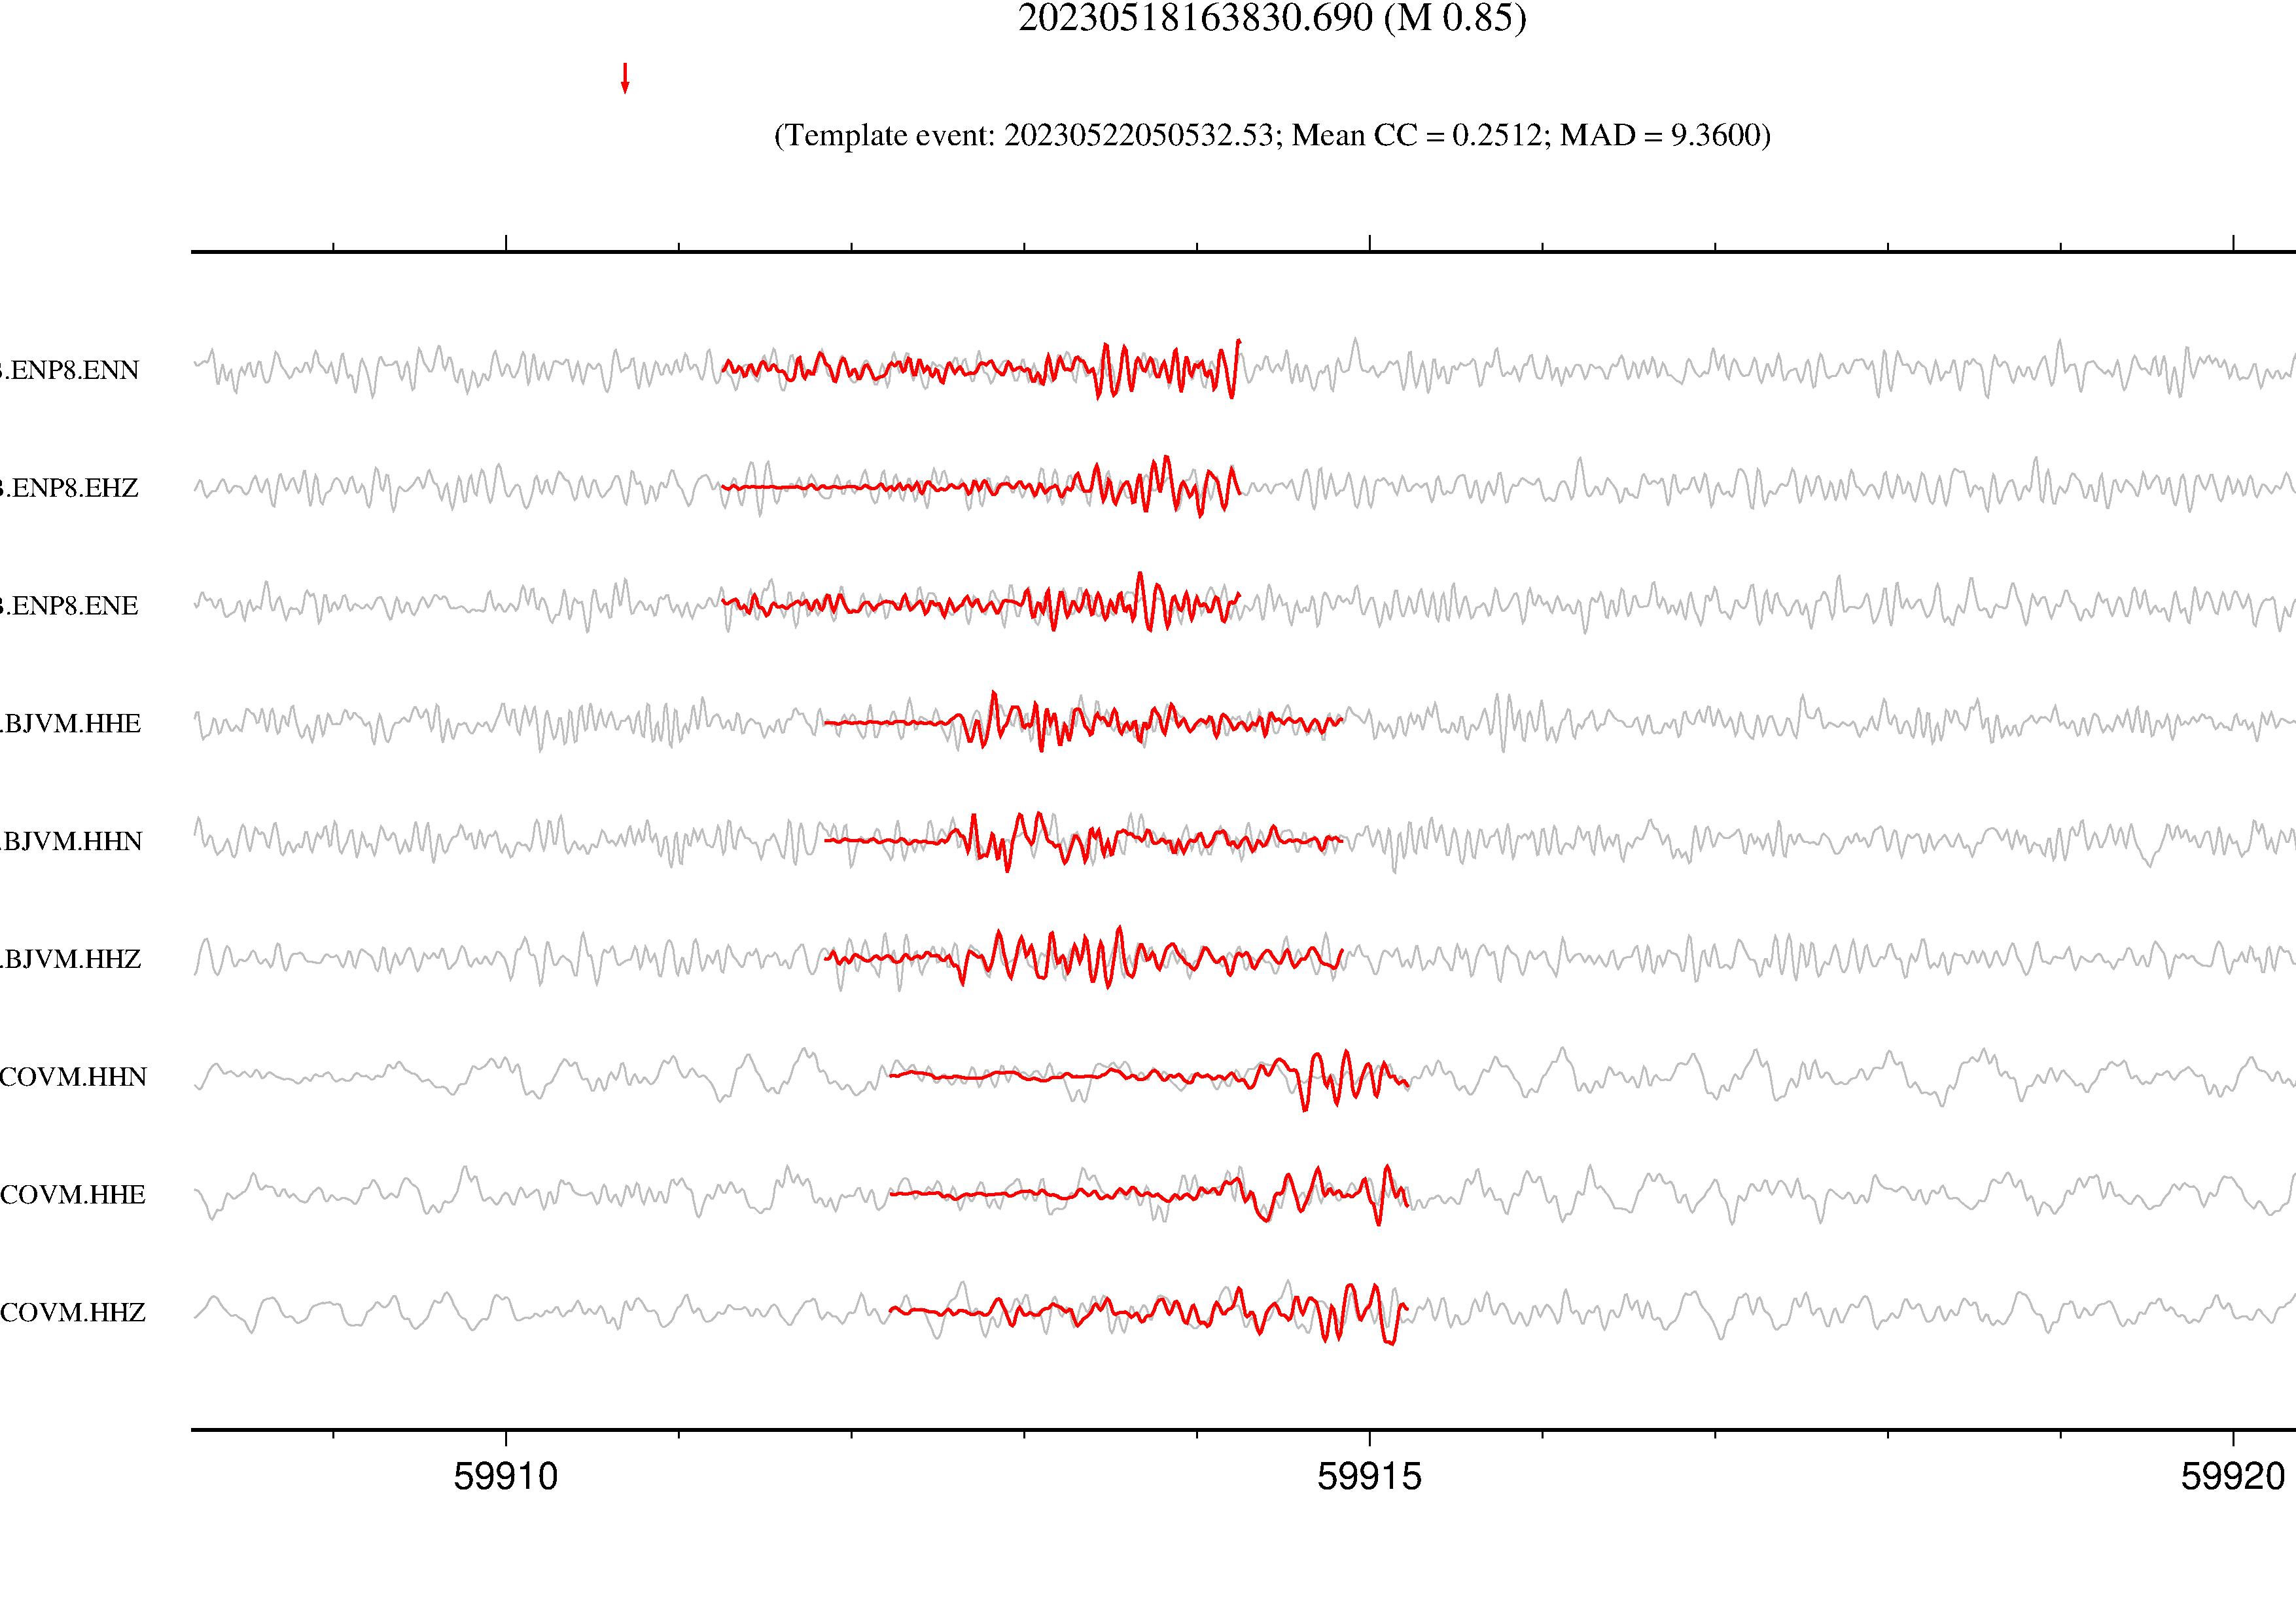 20230518163830.690 (M 0.85)
(Template event: 20230522050532.53; Mean CC = 0.2512; MAD = 9.3600)
.ENP8.ENN
.ENP8.EHZ
.ENP8.ENE
.BJVM.HHE
.BJVM.HHN
.BJVM.HHZ
COVM.HHN
COVM.HHE
COVM.HHZ
59910 59915 59920